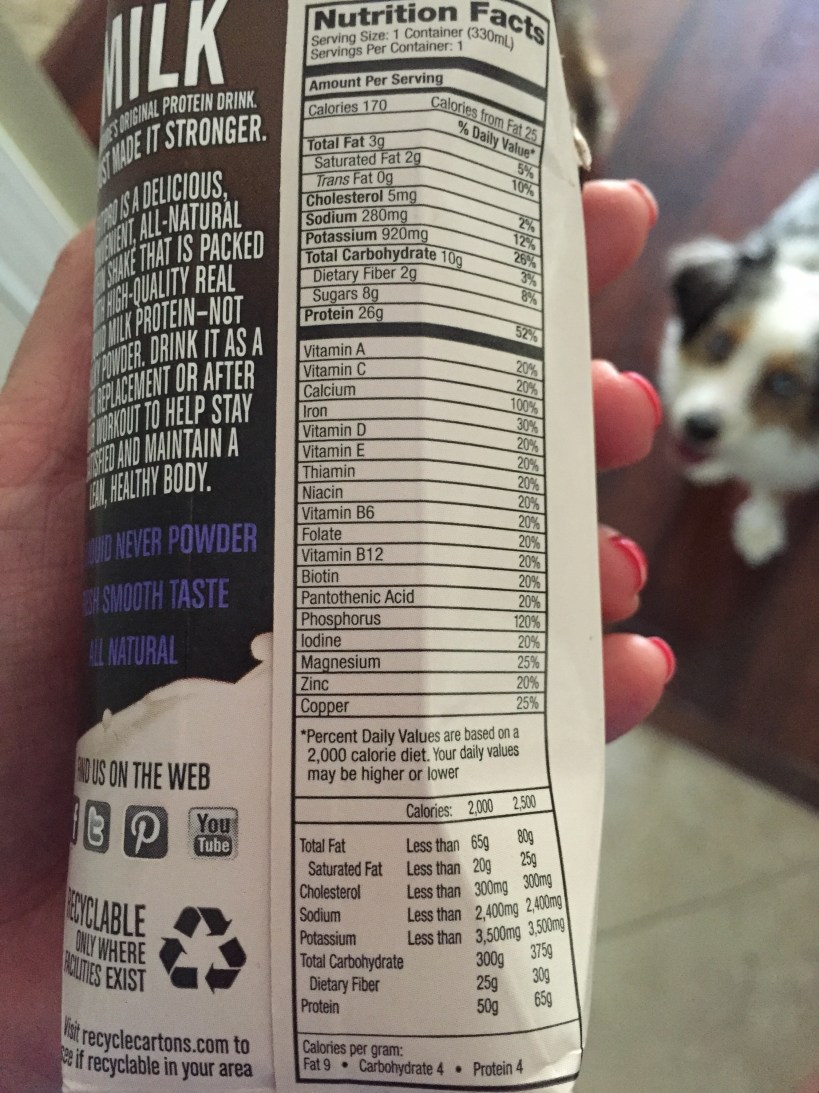 MILK
ORIGINAL PROTEIN DRINK.
MADE IT STRONGER.
IS A DELICIOUS,
ALL-NATURAL
SHAKE THAT IS PACKED
HIGH-QUALITY REAL
MILK PROTEIN–NOT
POWDER. DRINK IT AS A
REPLACEMENT OR AFTER
WORKOUT TO HELP STAY
AND MAINTAIN A
HEALTHY BODY.
NEVER POWDER
SMOOTH TASTE
ALL NATURAL
US ON THE WEB
f t P You Tube
RECYCLABLE
ONLY WHERE
FACILITIES EXIST
Visit recyclecartons.com to
see if recyclable in your area
Nutrition Facts
Serving Size: 1 Container (330mL)
Servings Per Container: 1
Amount Per Serving
Calories 170 Calories from Fat 25
% Daily Value*
Total Fat 3g 5%
Saturated Fat 2g 10%
Trans Fat 0g
Cholesterol 5mg 2%
Sodium 280mg 12%
Potassium 920mg 26%
Total Carbohydrate 10g 3%
Dietary Fiber 2g 8%
Sugars 8g
Protein 26g 52%
Vitamin A 20%
Vitamin C 20%
Calcium 100%
Iron 30%
Vitamin D 20%
Vitamin E 20%
Thiamin 20%
Niacin 20%
Vitamin B6 20%
Folate 20%
Vitamin B12 20%
Biotin 20%
Pantothenic Acid 20%
Phosphorus 120%
Iodine 20%
Magnesium 25%
Zinc 20%
Copper 25%
*Percent Daily Values are based on a
2,000 calorie diet. Your daily values
may be higher or lower
Calories: 2,000 2,500
Total Fat Less than 65g 80g
Saturated Fat Less than 20g 25g
Cholesterol Less than 300mg 300mg
Sodium Less than 2,400mg 2,400mg
Potassium Less than 3,500mg 3,500mg
Total Carbohydrate 300g 375g
Dietary Fiber 25g 30g
Protein 50g 65g
Calories per gram:
Fat 9 • Carbohydrate 4 • Protein 4